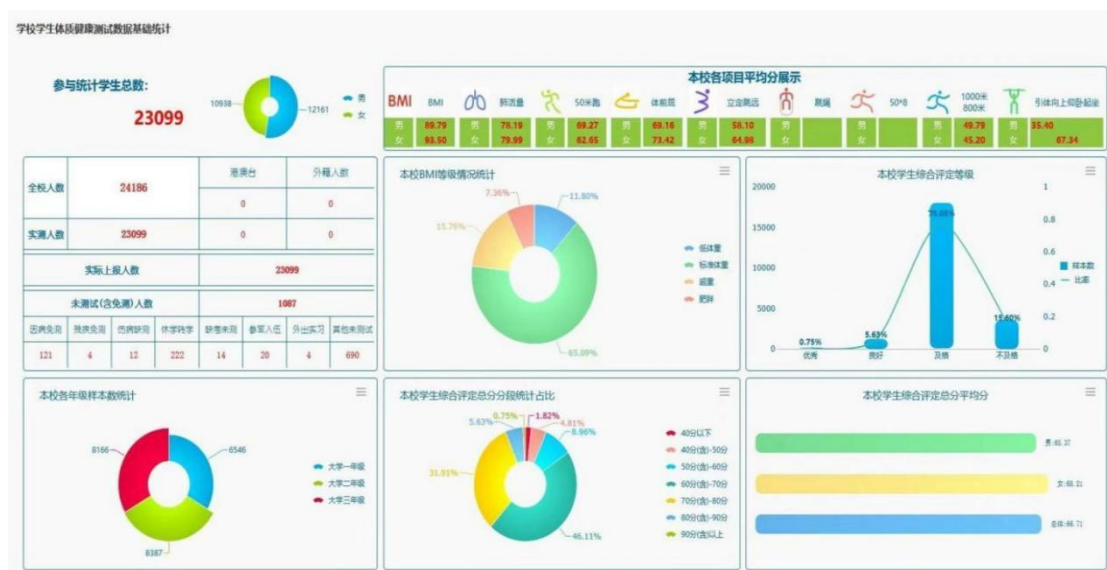 学校学生体质健康测试数据基础统计
参与统计学生总数:
23099
10938
12161
男
女
本校各项目平均分展示
BMI BMI 肺活量 50米跑 体前屈 立定跳远 跳绳 50*8 1000米 800米 引体向上仰卧起坐
男 89.79 男 78.19 男 69.27 男 69.16 男 58.10 男 男 男 49.79 男 35.40
女 93.50 女 79.99 女 62.65 女 73.42 女 64.98 女 女 女 45.20 女 67.34
全校人数 24186 港澳台 外籍人数
0 0
实测人数 23099 0 0
实际上报人数 23099
未测试(含免测)人数 1087
因病免测 残疾免测 伤病缺测 休学转学 缺考未测 参军入伍 外出实习 其他未测试
121 4 12 222 14 20 4 690
本校BMI等级情况统计
7.36%
11.80%
15.76%
65.09%
低体重
标准体重
超重
肥胖
本校学生综合评定等级
20000
15000
10000
5000
0
1
0.8
0.6
0.4
0.2
0
0.75%
5.63%
15.60%
优秀
良好
及格
不及格
样本数
比率
本校各年级样本数统计
8166
6546
8387
大学一年级
大学二年级
大学三年级
本校学生综合评定总分分段统计占比
0.75%
1.82%
5.63%
4.81%
8.96%
31.91%
46.11%
40分以下
40分(含)-50分
50分(含)-60分
60分(含)-70分
70分(含)-80分
80分(含)-90分
90分(含)以上
本校学生综合评定总分平均分
男:65.37
女:68.21
总体:66.71